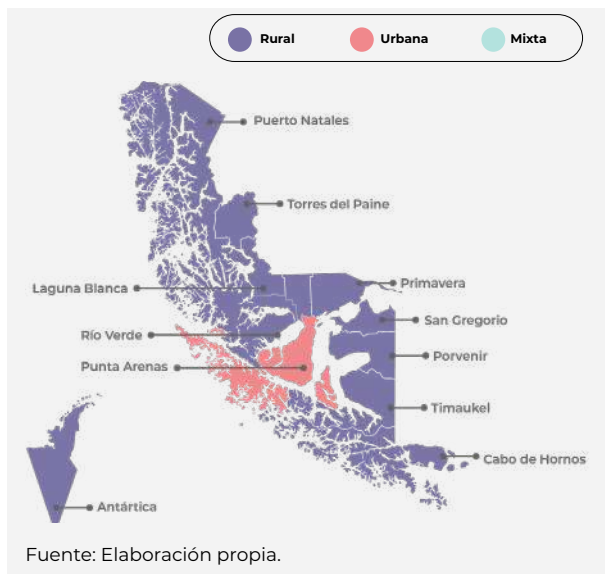 Rural Urbana Mixta
Puerto Natales
Torres del Paine
Laguna Blanca
Primavera
San Gregorio
Río Verde
Porvenir
Punta Arenas
Timaukel
Cabo de Hornos
Antártica
Fuente: Elaboración propia.